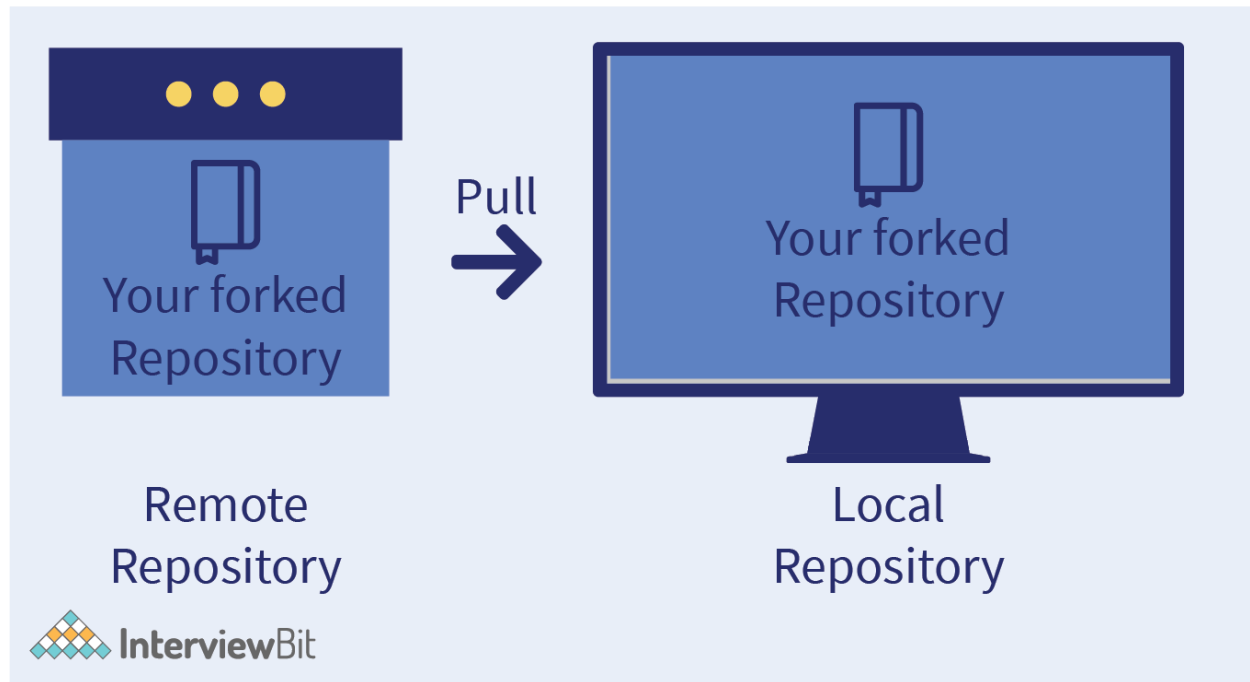 Your forked
Repository
Pull
Your forked
Repository
Remote
Repository
Local
Repository
InterviewBit